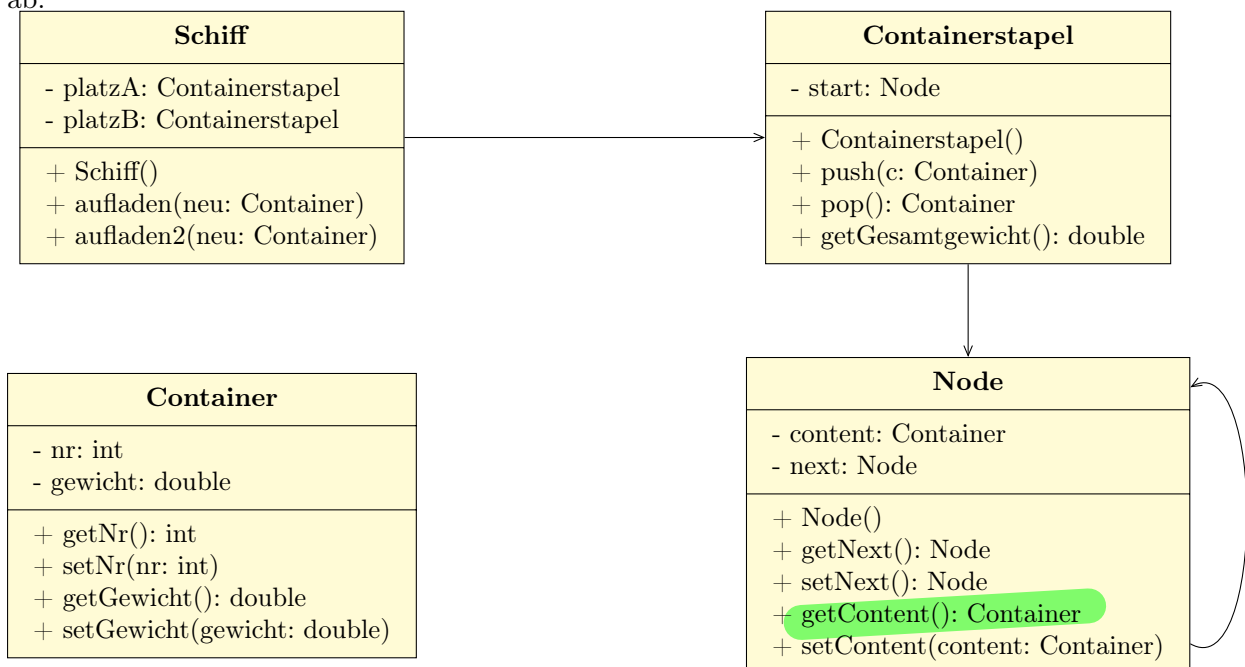 ab.
Schiff
- platzA: Containerstapel
- platzB: Containerstapel
+ Schiff()
+ aufladen(neu: Container)
+ aufladen2(neu: Container)
Containerstapel
- start: Node
+ Containerstapel()
+ push(c: Container)
+ pop(): Container
+ getGesamtgewicht(): double
Container
- nr: int
- gewicht: double
+ getNr(): int
+ setNr(nr: int)
+ getGewicht(): double
+ setGewicht(gewicht: double)
Node
- content: Container
- next: Node
+ Node()
+ getNext(): Node
+ setNext(): Node
+ getContent(): Container
+ setContent(content: Container)